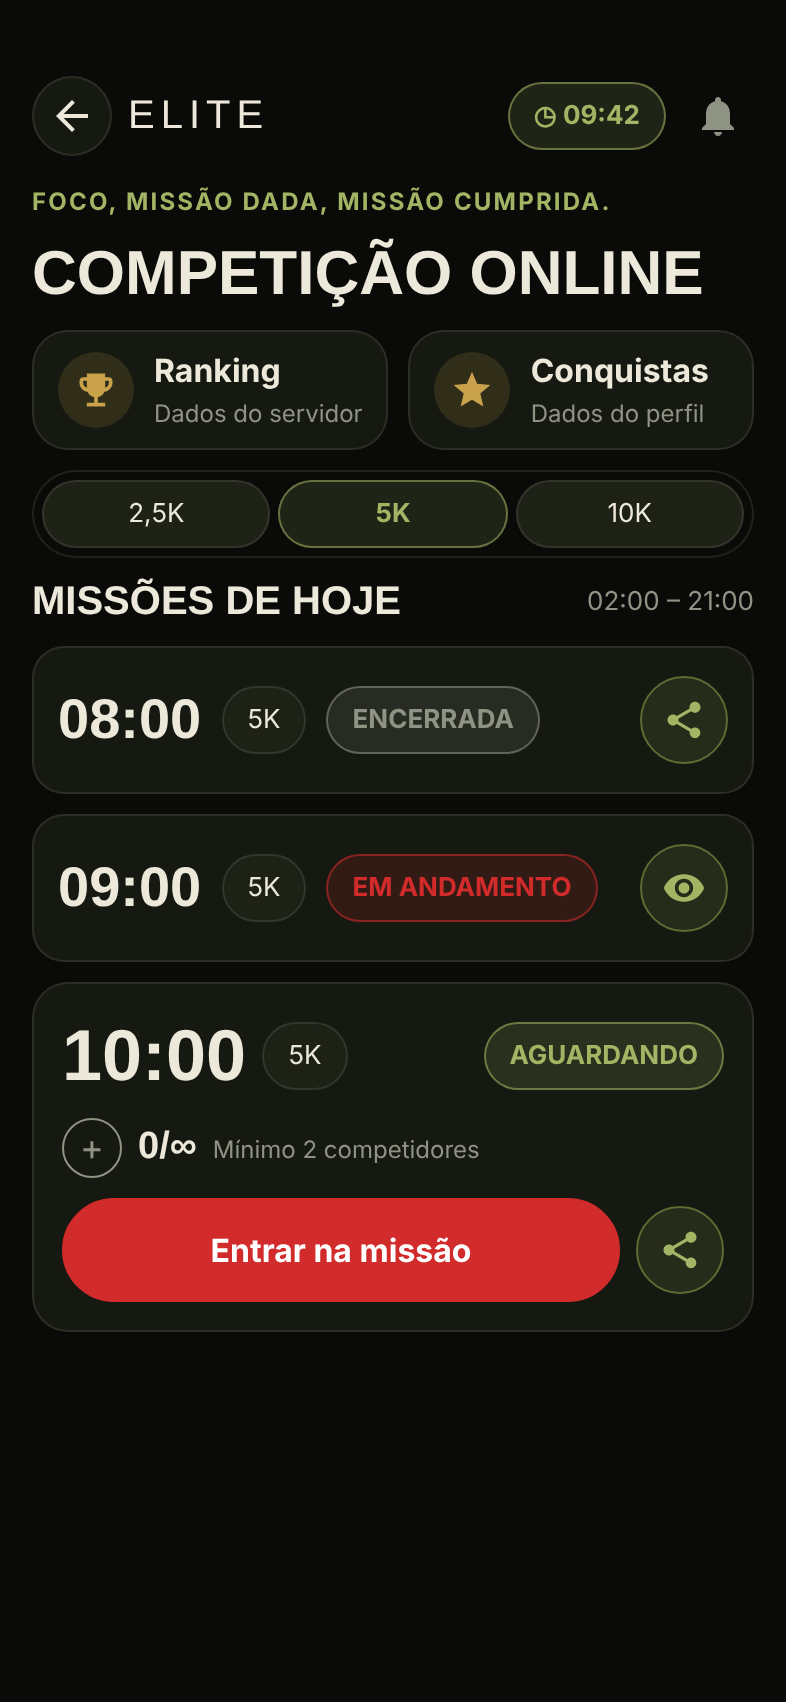 ELITE
09:42
FOCO, MISSÃO DADA, MISSÃO CUMPRIDA.
COMPETIÇÃO ONLINE
Ranking
Dados do servidor
Conquistas
Dados do perfil
2,5K
5K
10K
MISSÕES DE HOJE
02:00 – 21:00
08:00 5K ENCERRADA
09:00 5K EM ANDAMENTO
10:00 5K AGUARDANDO
+ 0/∞ Mínimo 2 competidores
Entrar na missão